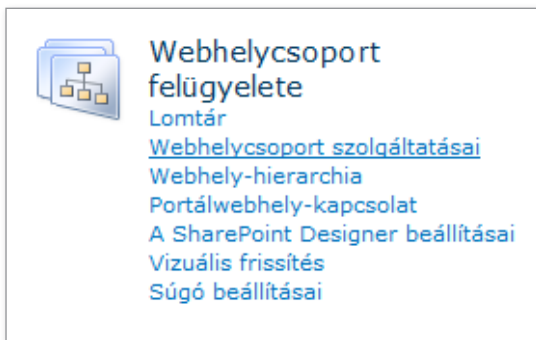 Webhelycsoport
felügyelete
Lomtár
Webhelycsoport szolgáltatásai
Webhely-hierarchia
Portálwebhely-kapcsolat
A SharePoint Designer beállításai
Vizuális frissítés
Súgó beállításai